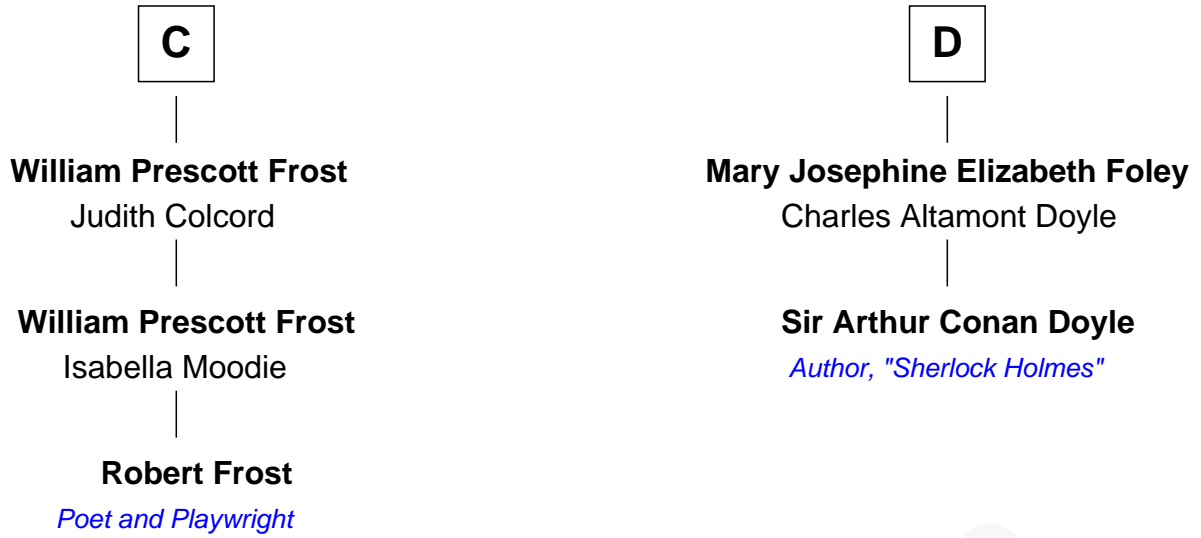 C
William Prescott Frost
Judith Colcord
William Prescott Frost
Isabella Moodie
Robert Frost
Poet and Playwright
D
Mary Josephine Elizabeth Foley
Charles Altamont Doyle
Sir Arthur Conan Doyle
Author, "Sherlock Holmes"